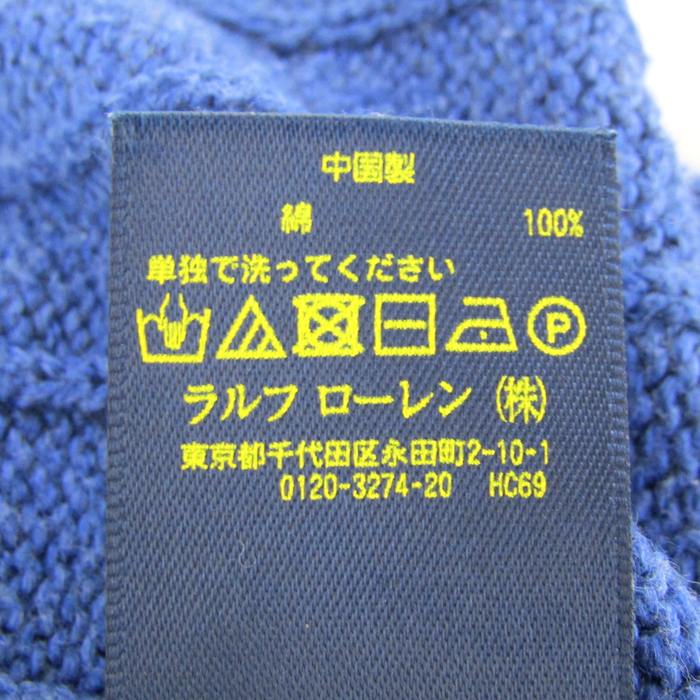 中国製
綿 100%
単独で洗ってください
P
ラルフ ローレン (株)
東京都千代田区永田町2-10-1
0120-3274-20 HC69